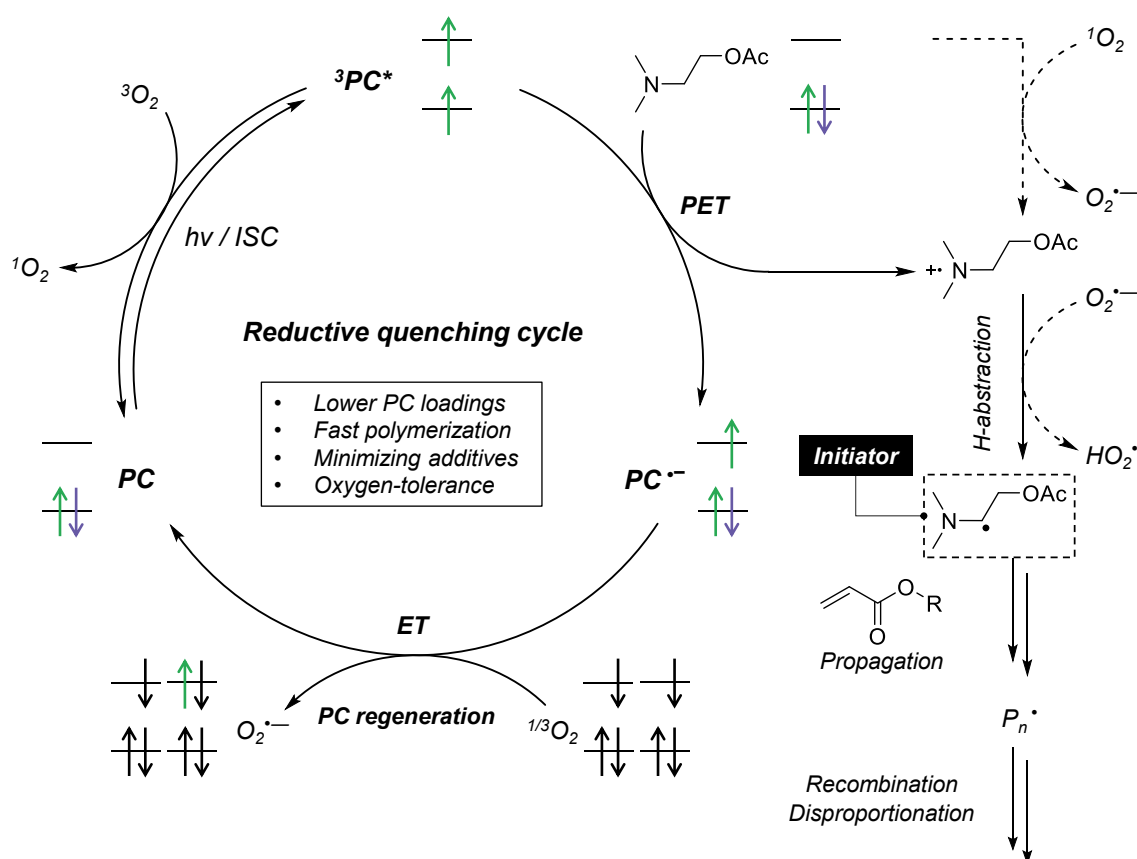 ³PC*
³O₂
hv / ISC
¹O₂
N
OAc
PET
¹O₂
O₂•—
+• N
OAc
O₂•—
H-abstraction
HO₂•
Reductive quenching cycle
• Lower PC loadings
• Fast polymerization
• Minimizing additives
• Oxygen-tolerance
PC
PC•−
Initiator
N
OAc
O
R
O
Propagation
ET
PC regeneration
O₂•—
¹/³O₂
Pₙ•
Recombination
Disproportionation